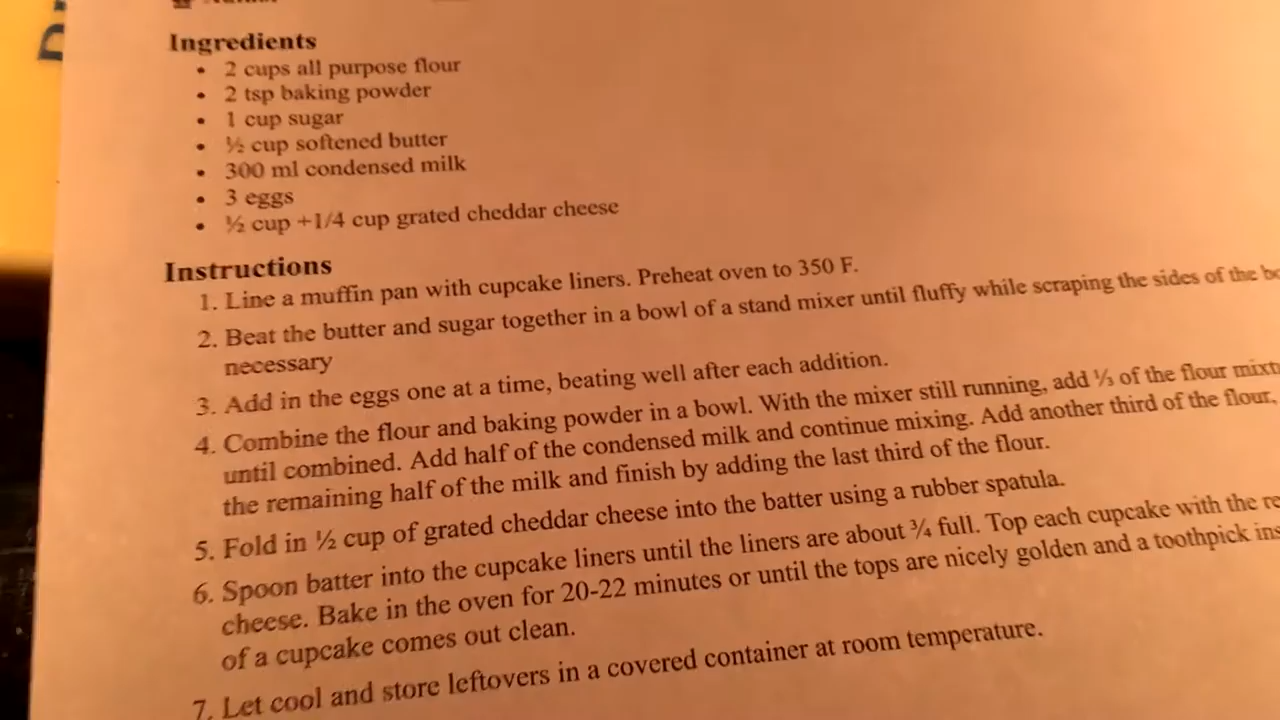 Ingredients
• 2 cups all purpose flour
• 2 tsp baking powder
• 1 cup sugar
• ½ cup softened butter
• 300 ml condensed milk
• 3 eggs
• ½ cup +1/4 cup grated cheddar cheese
Instructions
1. Line a muffin pan with cupcake liners. Preheat oven to 350 F.
2. Beat the butter and sugar together in a bowl of a stand mixer until fluffy while scraping the sides of the
necessary
3. Add in the eggs one at a time, beating well after each addition.
4. Combine the flour and baking powder in a bowl. With the mixer still running, add ⅓ of the flour
until combined. Add half of the condensed milk and continue mixing. Add another third of the flour,
the remaining half of the milk and finish by adding the last third of the flour.
5. Fold in ½ cup of grated cheddar cheese into the batter using a rubber spatula.
6. Spoon batter into the cupcake liners until the liners are about ¾ full. Top each cupcake with the
cheese. Bake in the oven for 20-22 minutes or until the tops are nicely golden and a toothpick
of a cupcake comes out clean.
7. Let cool and store leftovers in a covered container at room temperature.